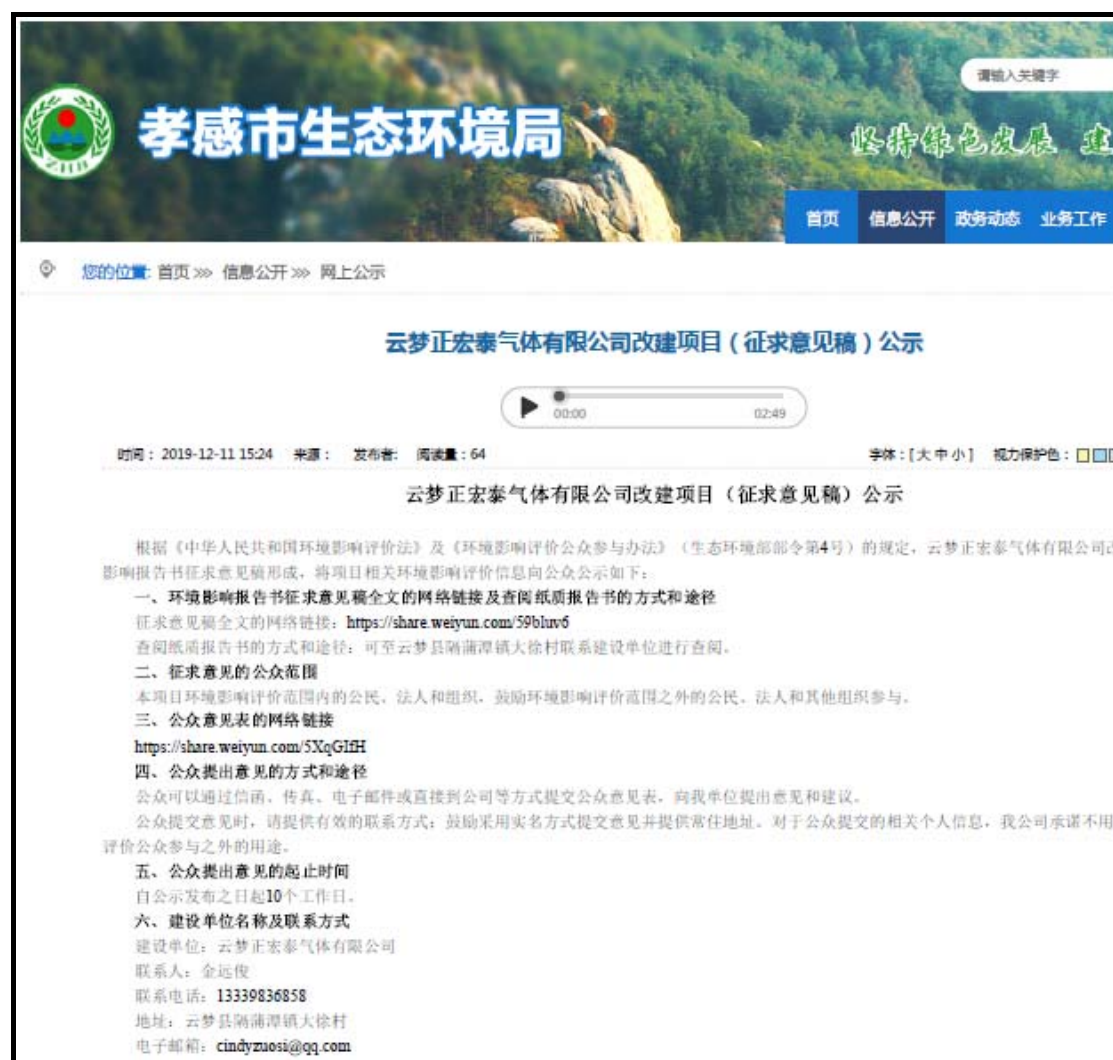 请输入关键字
孝感市生态环境局
坚持绿色发展 建
首页 信息公开 政务动态 业务工作
您的位置: 首页 >>> 信息公开 >>> 网上公示
云梦正宏泰气体有限公司改建项目（征求意见稿）公示
00:00 02:49
时间：2019-12-11 15:24 来源： 发布者: 阅读量：64 字体：[大 中 小] 视力保护色：
云梦正宏泰气体有限公司改建项目（征求意见稿）公示
根据《中华人民共和国环境影响评价法》及《环境影响评价公众参与办法》（生态环境部部令第4号）的规定，云梦正宏泰气体有限公司改
影响报告书征求意见稿形成，将项目相关环境影响评价信息向公众公示如下：
一、环境影响报告书征求意见稿全文的网络链接及查阅纸质报告书的方式和途径
征求意见稿全文的网络链接：https://share.weiyun.com/59bluv6
查阅纸质报告书的方式和途径：可至云梦县隔蒲潭镇大徐村联系建设单位进行查阅。
二、征求意见的公众范围
本项目环境影响评价范围内的公民、法人和组织，鼓励环境影响评价范围之外的公民、法人和其他组织参与。
三、公众意见表的网络链接
https://share.weiyun.com/5XqGIfH
四、公众提出意见的方式和途径
公众可以通过信函、传真、电子邮件或直接到公司等方式提交公众意见表，向我单位提出意见和建议。
公众提交意见时，请提供有效的联系方式；鼓励采用实名方式提交意见并提供常住地址。对于公众提交的相关个人信息，我公司承诺不用
评价公众参与之外的用途。
五、公众提出意见的起止时间
自公示发布之日起10个工作日。
六、建设单位名称及联系方式
建设单位：云梦正宏泰气体有限公司
联系人：金远俊
联系电话：13339836858
地址：云梦县隔蒲潭镇大徐村
电子邮箱：cindyzuosi@qq.com